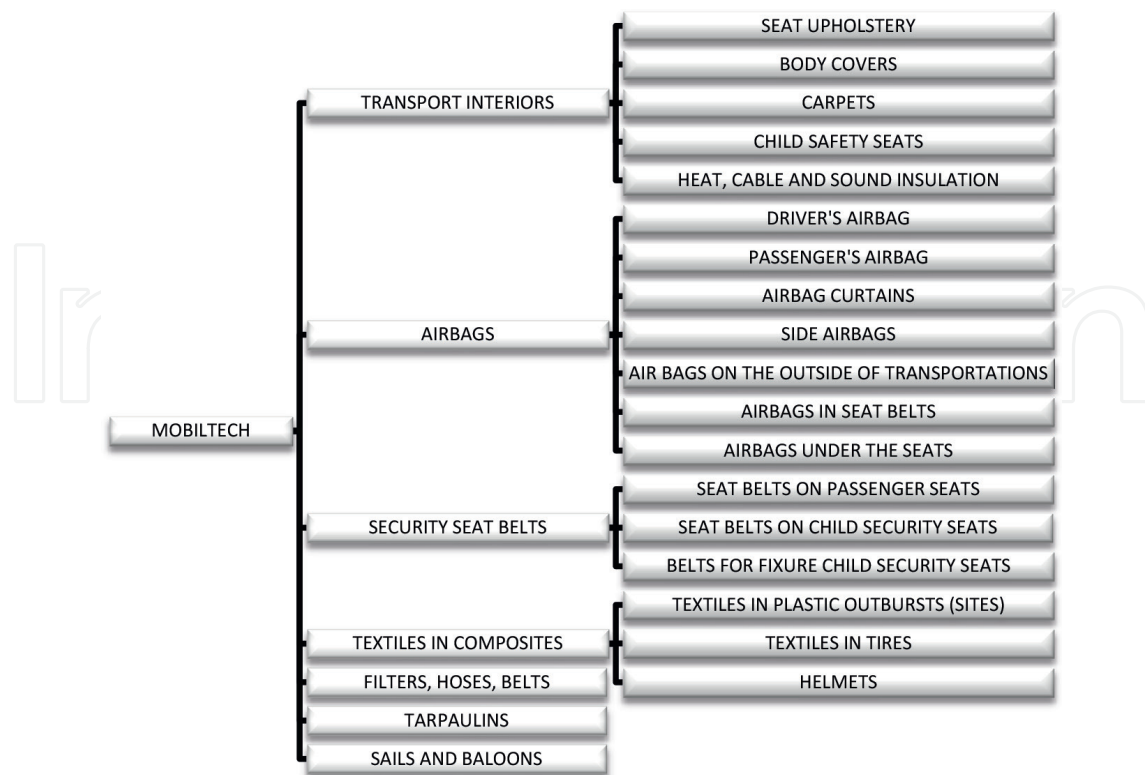 MOBILTECH
TRANSPORT INTERIORS
SEAT UPHOLSTERY
BODY COVERS
CARPETS
CHILD SAFETY SEATS
HEAT, CABLE AND SOUND INSULATION
AIRBAGS
DRIVER'S AIRBAG
PASSENGER'S AIRBAG
AIRBAG CURTAINS
SIDE AIRBAGS
AIR BAGS ON THE OUTSIDE OF TRANSPORTATIONS
AIRBAGS IN SEAT BELTS
AIRBAGS UNDER THE SEATS
SECURITY SEAT BELTS
SEAT BELTS ON PASSENGER SEATS
SEAT BELTS ON CHILD SECURITY SEATS
BELTS FOR FIXURE CHILD SECURITY SEATS
TEXTILES IN COMPOSITES
TEXTILES IN PLASTIC OUTBURSTS (SITES)
TEXTILES IN TIRES
HELMETS
FILTERS, HOSES, BELTS
TARPAULINS
SAILS AND BALOONS